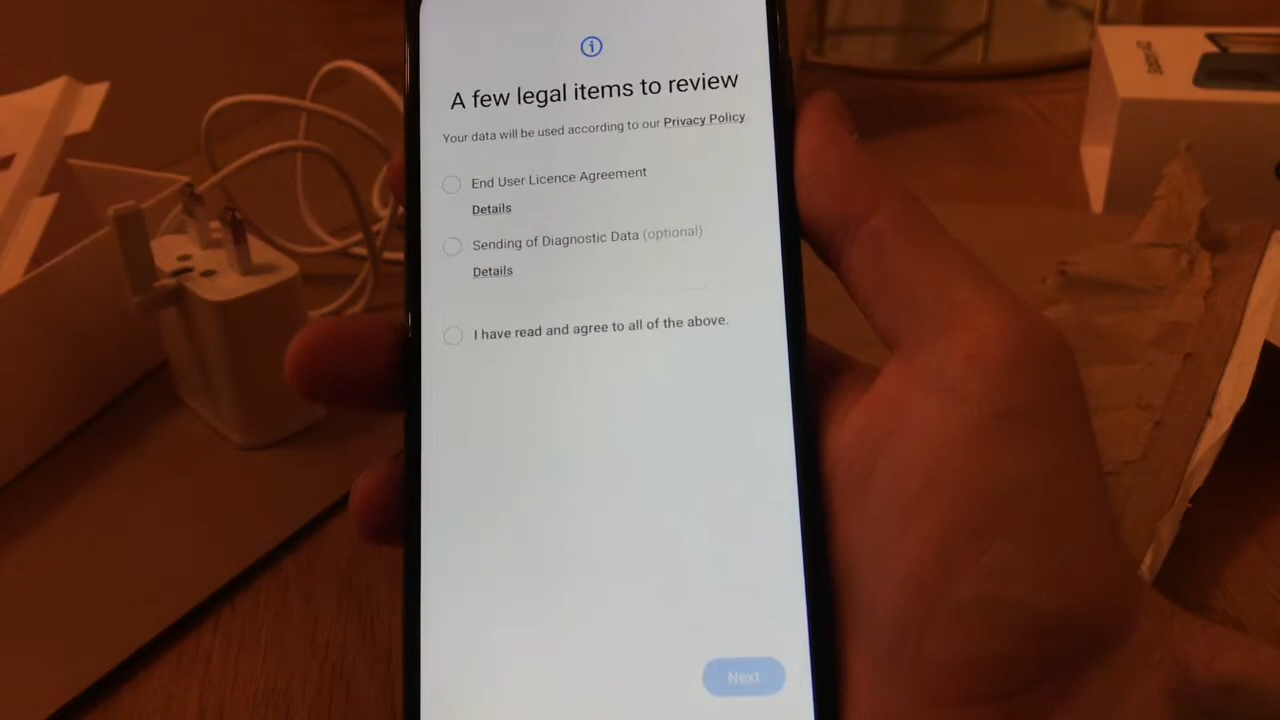 A few legal items to review
Your data will be used according to our Privacy Policy
End User Licence Agreement
Details
Sending of Diagnostic Data (optional)
Details
I have read and agree to all of the above.
Next